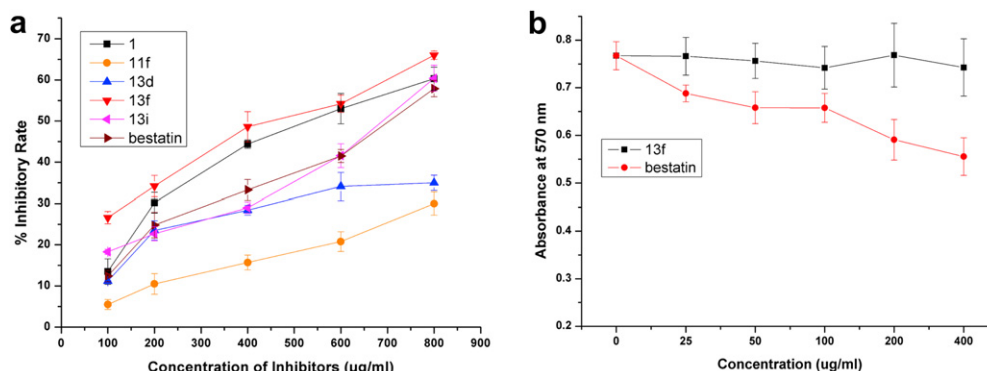 a
% Inhibitory Rate
80
70
60
50
40
30
20
10
0
1
11f
13d
13f
13i
bestatin
0 100 200 300 400 500 600 700 800 900
Concentration of Inhibitors (ug/ml)
b
Absorbance at 570 nm
0.8
0.7
0.6
0.5
0.4
0.3
0.2
13f
bestatin
0 25 50 100 200 400
Concentration (ug/ml)